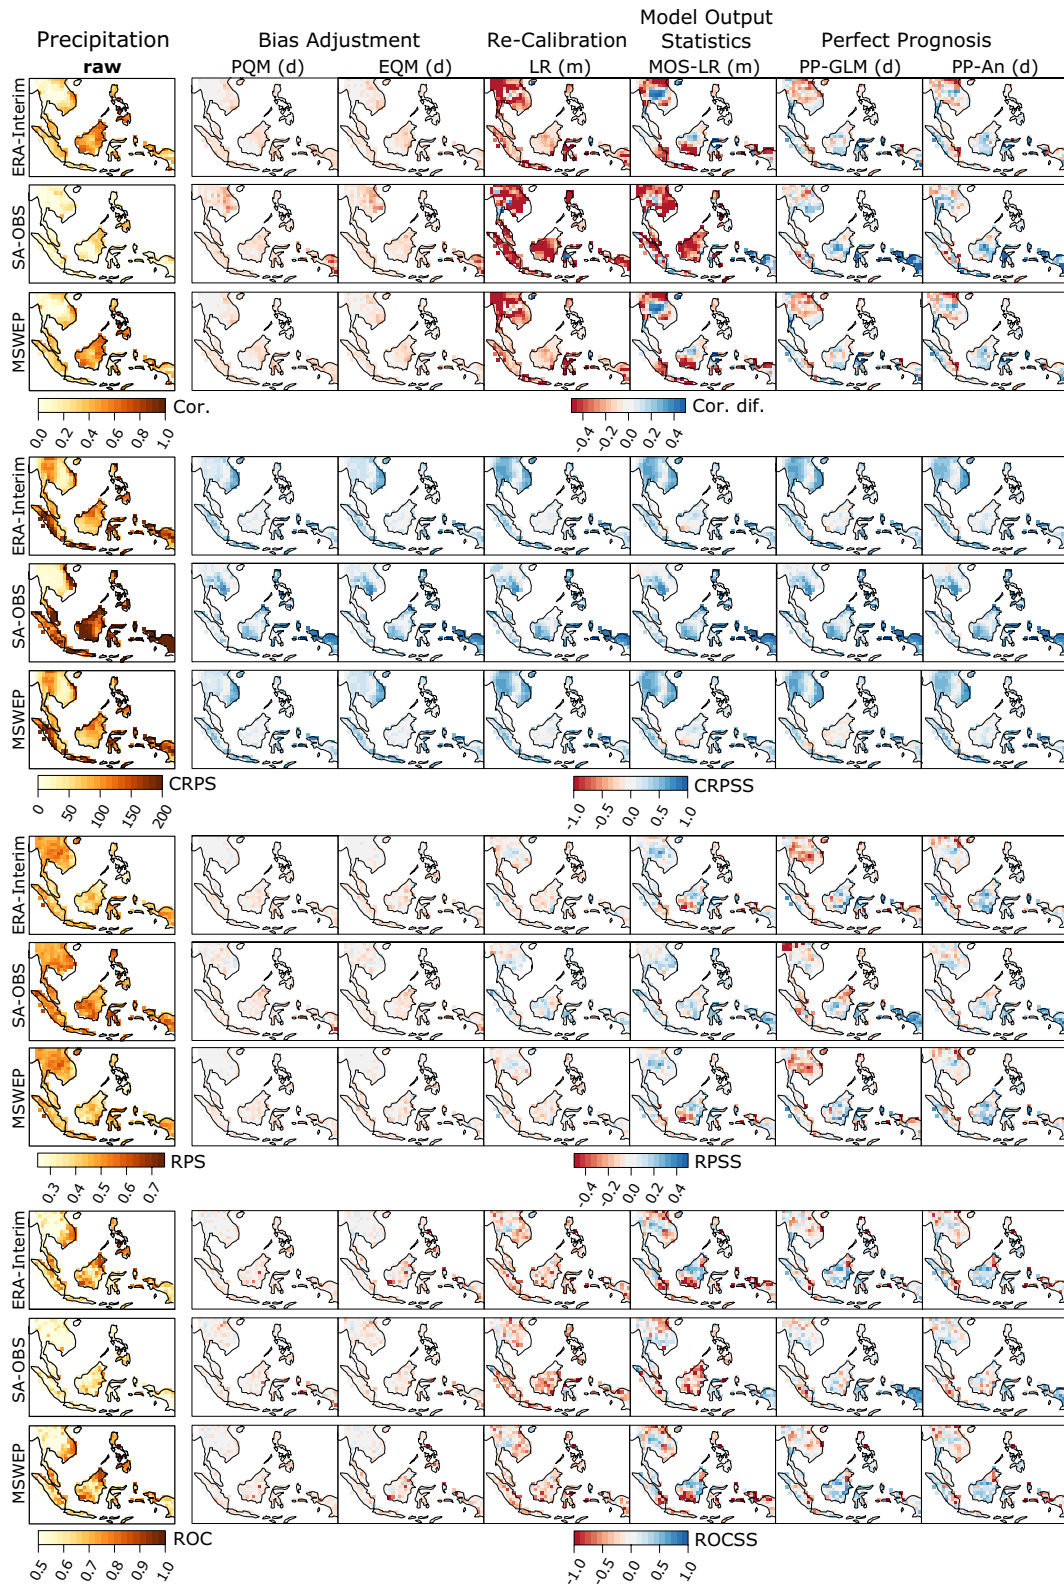 Precipitation
raw
Bias Adjustment
Re-Calibration
Model Output
Statistics
Perfect Prognosis
PQM (d)
EQM (d)
LR (m)
MOS-LR (m)
PP-GLM (d)
PP-An (d)
ERA-Interim
SA-OBS
MSWEP
Cor.
0.0 0.2 0.4 0.6 0.8 1.0
Cor. dif.
-0.4 -0.2 0.0 0.2 0.4
ERA-Interim
SA-OBS
MSWEP
CRPS
0 50 100 150 200
CRPSS
-1.0 -0.5 0.0 0.5 1.0
ERA-Interim
SA-OBS
MSWEP
RPS
0.3 0.4 0.5 0.6 0.7
RPSS
-0.4 -0.2 0.0 0.2 0.4
ERA-Interim
SA-OBS
MSWEP
ROC
0.5 0.6 0.7 0.8 0.9 1.0
ROCSS
-1.0 -0.5 0.0 0.5 1.0